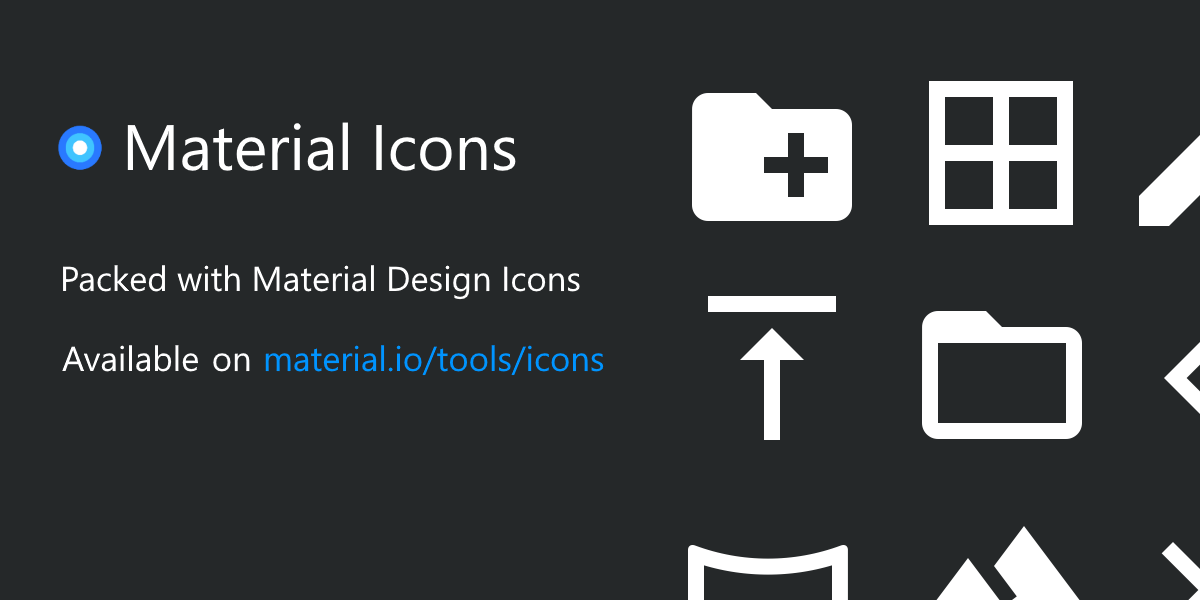 Material Icons
Packed with Material Design Icons
Available on material.io/tools/icons